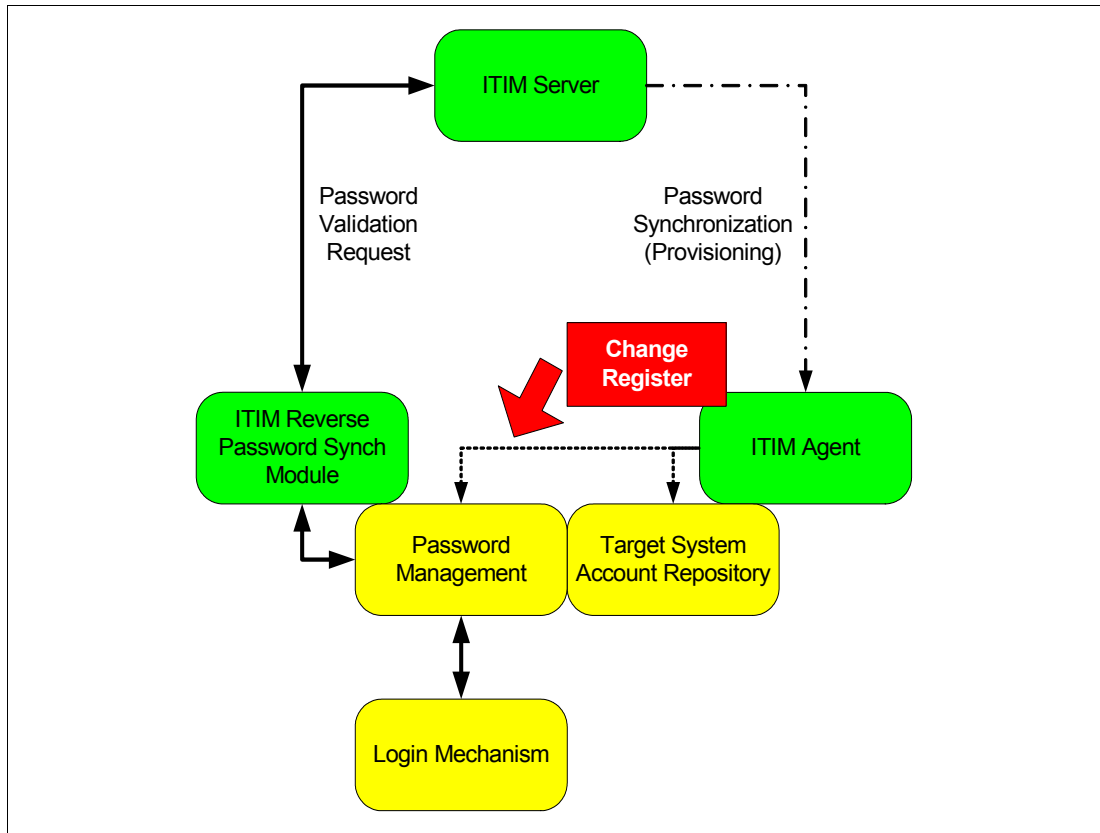 ITIM Server
Password
Validation
Request
Password
Synchronization
(Provisioning)
Change
Register
ITIM Reverse
Password Synch
Module
ITIM Agent
Password
Management
Target System
Account Repository
Login Mechanism